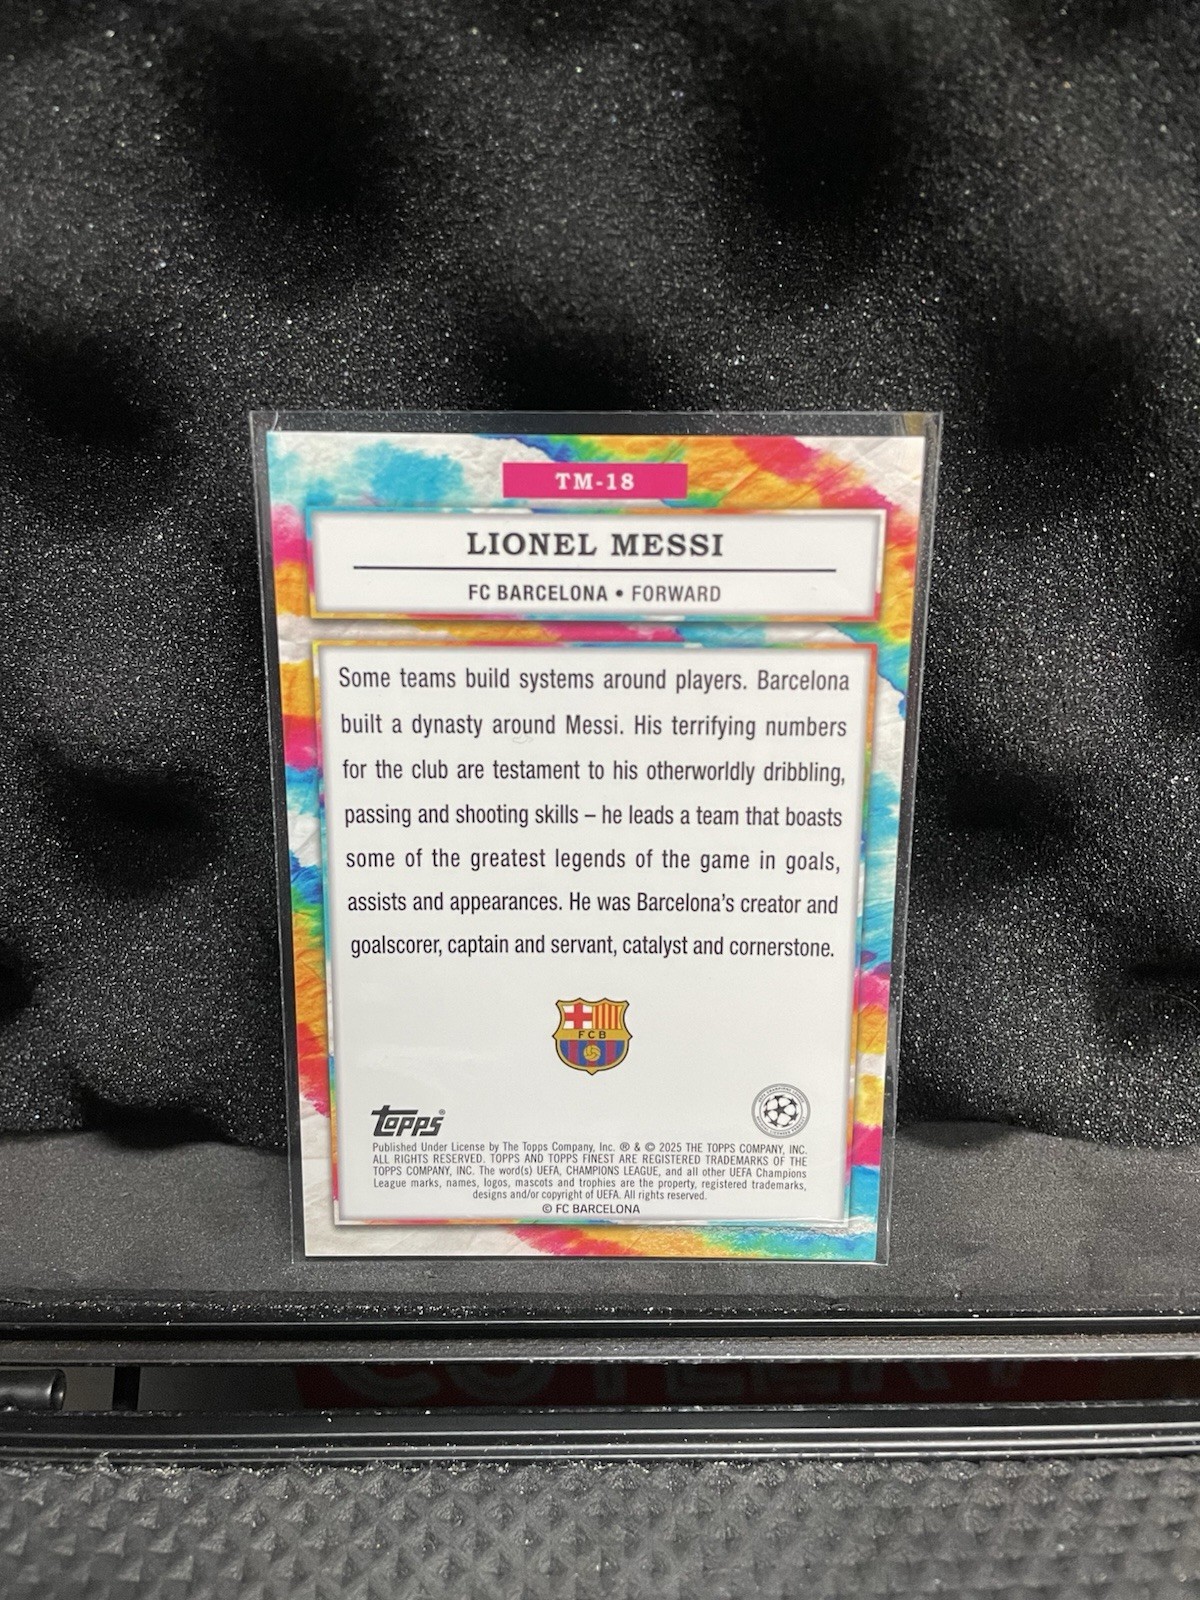 TM-18
LIONEL MESSI
FC BARCELONA • FORWARD
Some teams build systems around players. Barcelona
built a dynasty around Messi. His terrifying numbers
for the club are testament to his otherworldly dribbling,
passing and shooting skills – he leads a team that boasts
some of the greatest legends of the game in goals,
assists and appearances. He was Barcelona's creator and
goalscorer, captain and servant, catalyst and cornerstone.
FCB
Topps®
Published Under License by The Topps Company, Inc. ® & © 2025 THE TOPPS COMPANY, INC.
ALL RIGHTS RESERVED. TOPPS AND TOPPS FINEST ARE REGISTERED TRADEMARKS OF THE
TOPPS COMPANY, INC. The word(s) UEFA, CHAMPIONS LEAGUE, and all other UEFA Champions
League marks, names, logos, mascots and trophies are the property, registered trademarks,
designs and/or copyright of UEFA. All rights reserved.
© FC BARCELONA